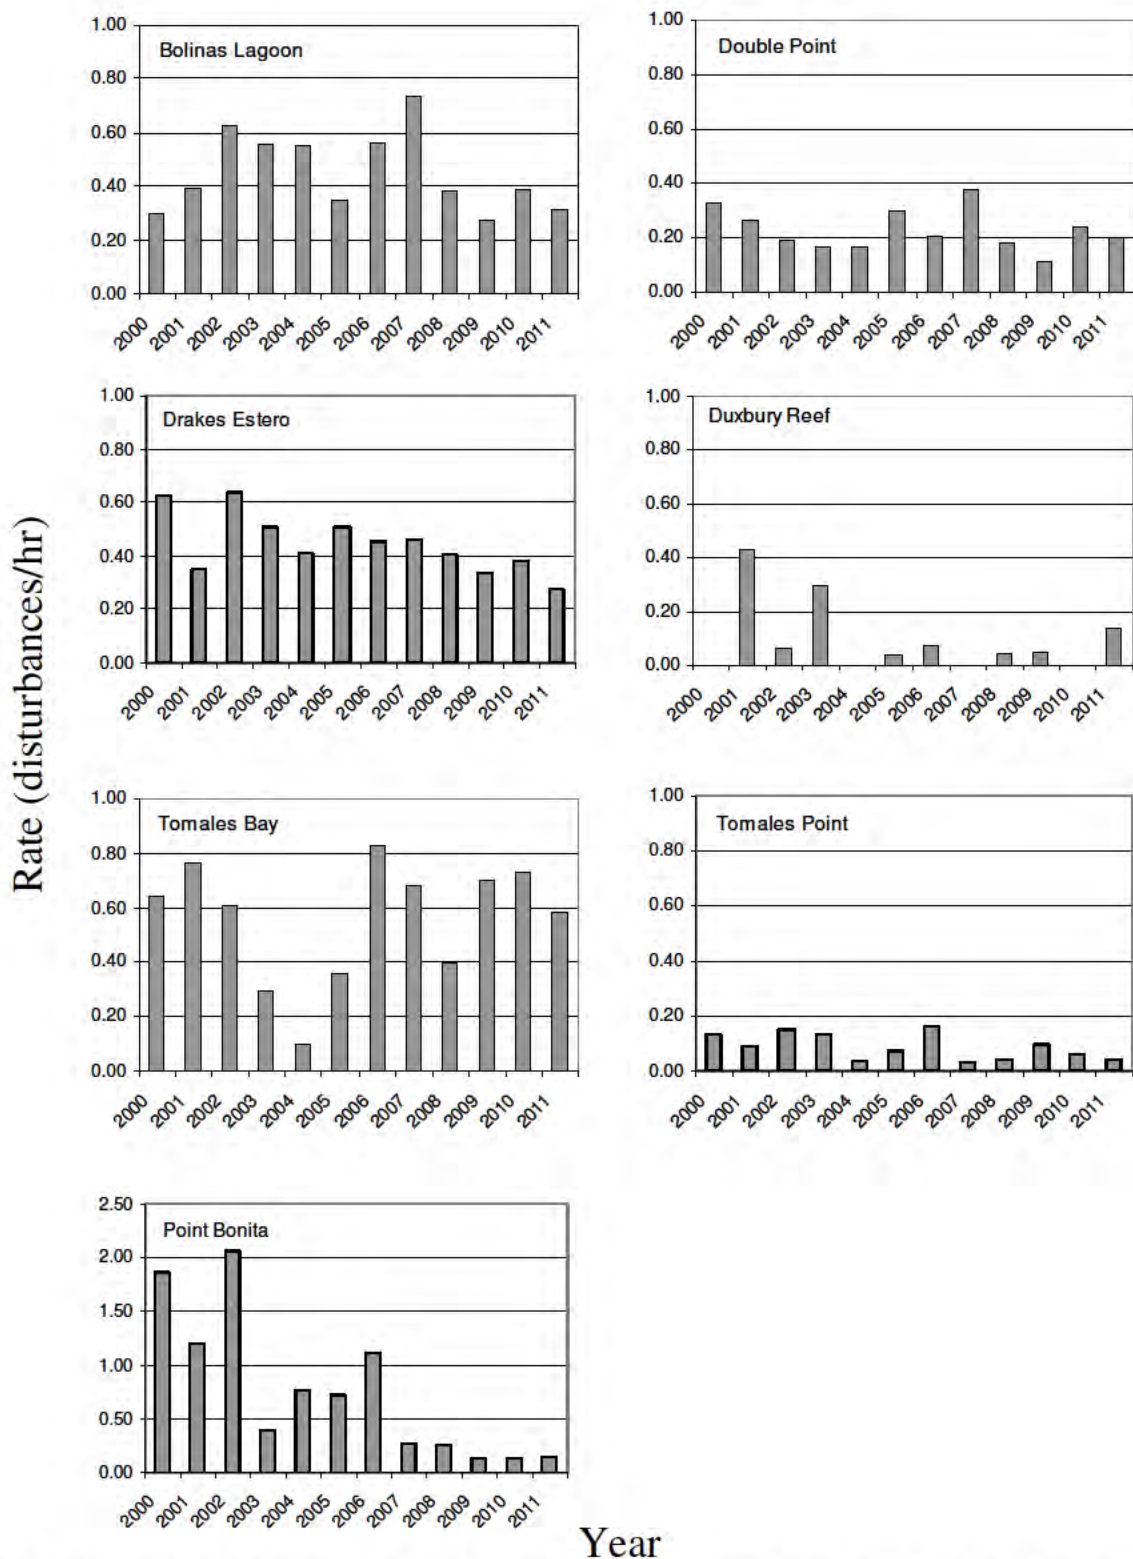 Rate (disturbances/hr)
Bolinas Lagoon
1.00
0.80
0.60
0.40
0.20
0.00
2000 2001 2002 2003 2004 2005 2006 2007 2008 2009 2010 2011
Double Point
1.00
0.80
0.60
0.40
0.20
0.00
2000 2001 2002 2003 2004 2005 2006 2007 2008 2009 2010 2011
Drakes Estero
1.00
0.80
0.60
0.40
0.20
0.00
2000 2001 2002 2003 2004 2005 2006 2007 2008 2009 2010 2011
Duxbury Reef
1.00
0.80
0.60
0.40
0.20
0.00
2000 2001 2002 2003 2004 2005 2006 2007 2008 2009 2010 2011
Tomales Bay
1.00
0.80
0.60
0.40
0.20
0.00
2000 2001 2002 2003 2004 2005 2006 2007 2008 2009 2010 2011
Tomales Point
1.00
0.80
0.60
0.40
0.20
0.00
2000 2001 2002 2003 2004 2005 2006 2007 2008 2009 2010 2011
Point Bonita
2.50
2.00
1.50
1.00
0.50
0.00
2000 2001 2002 2003 2004 2005 2006 2007 2008 2009 2010 2011
Year